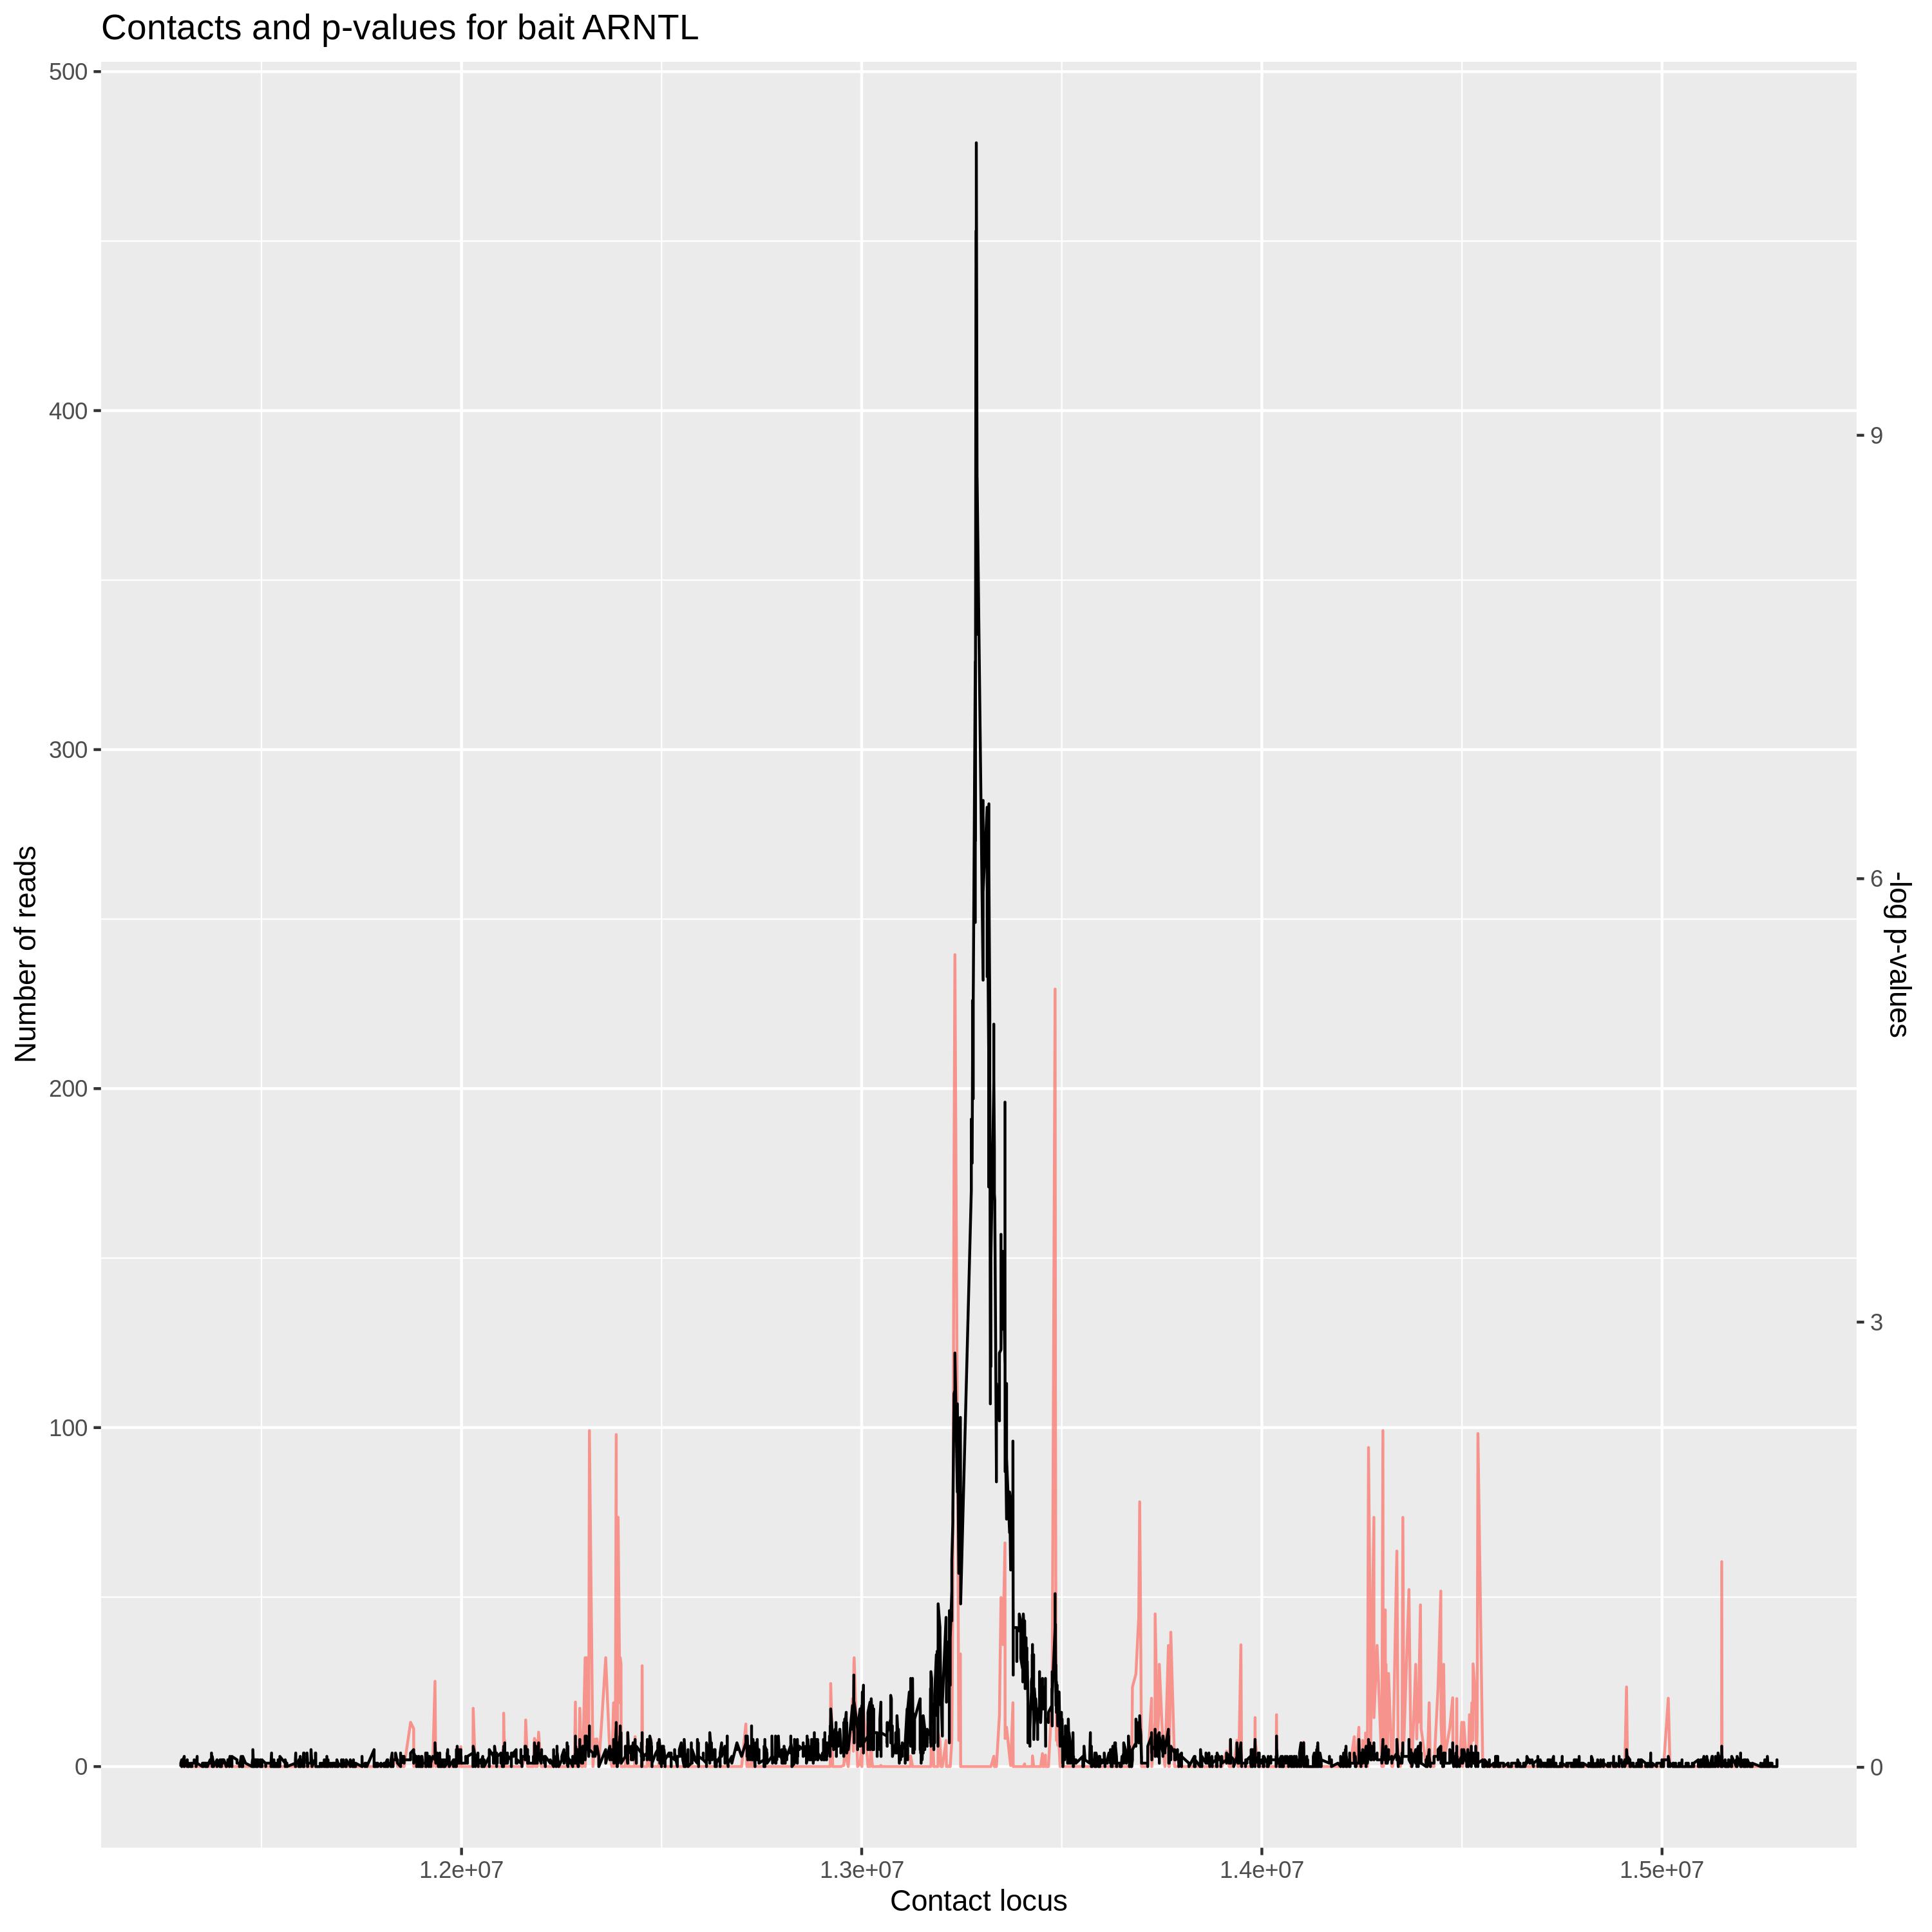 Contacts and p-values for bait ARNTL
500
400
300
200
100
0
Number of reads
9
6
3
0
-log p-values
1.2e+07
1.3e+07
1.4e+07
1.5e+07
Contact locus